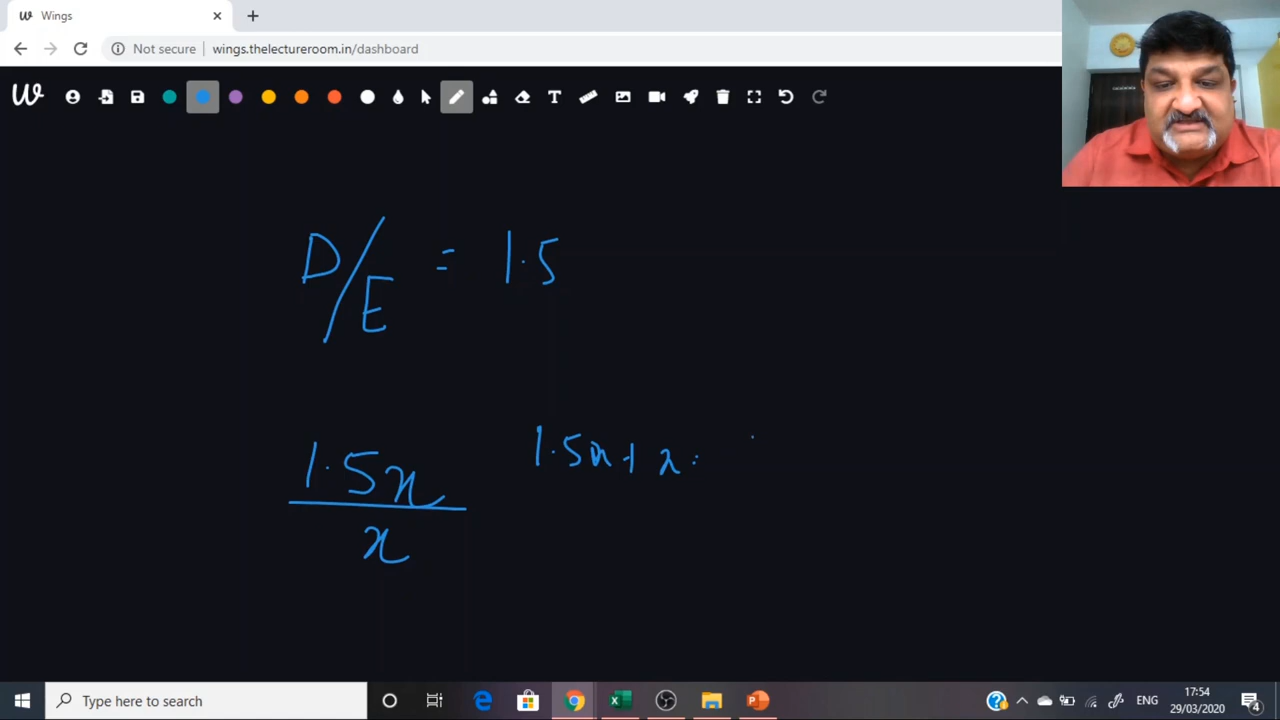 Wings
Not secure
wings.thelectureroom.in/dashboard
D/E = 1.5
1.5x
x
1.5x + x =
Type here to search
ENG
17:54
29/03/2020
4